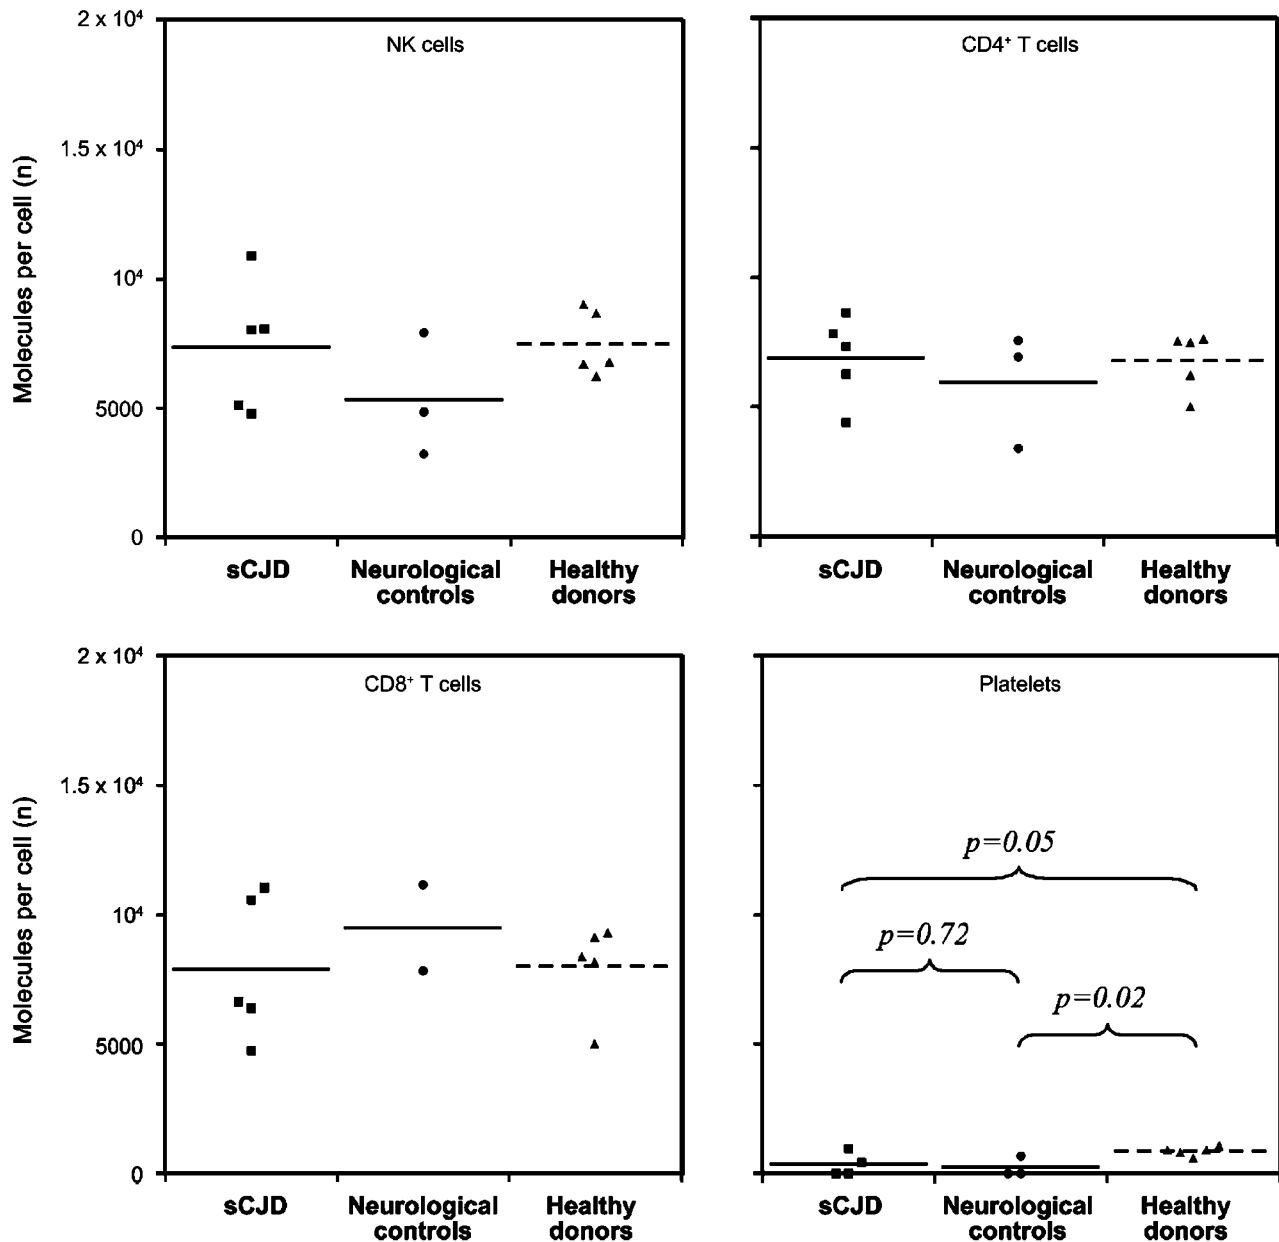 2 x 10⁴
NK cells
CD4⁺ T cells
1.5 x 10⁴
10⁴
5000
0
Molecules per cell (n)
sCJD
Neurological
controls
Healthy
donors
sCJD
Neurological
controls
Healthy
donors
2 x 10⁴
CD8⁺ T cells
Platelets
1.5 x 10⁴
10⁴
5000
0
Molecules per cell (n)
p=0.05
p=0.72
p=0.02
sCJD
Neurological
controls
Healthy
donors
sCJD
Neurological
controls
Healthy
donors